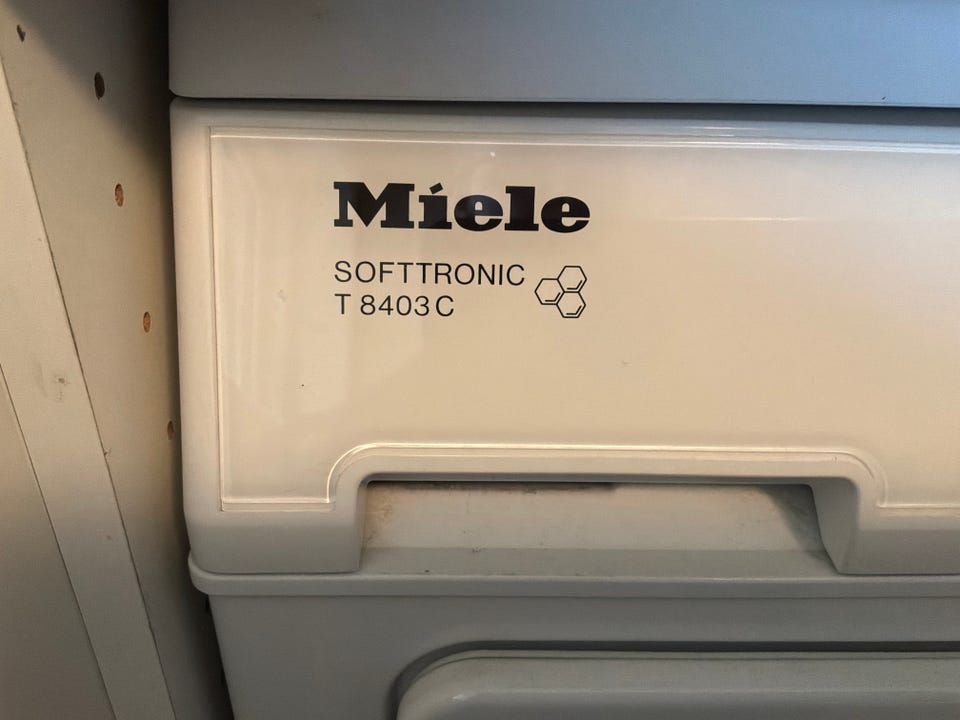 Miele
SOFTTRONIC
T 8403 C